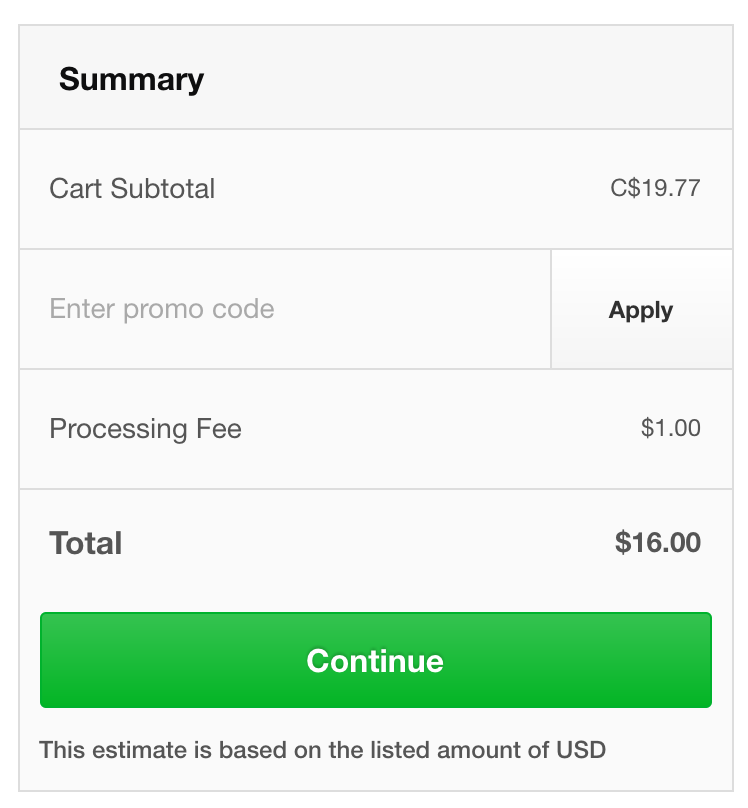 Summary
Cart Subtotal C$19.77
Enter promo code Apply
Processing Fee $1.00
Total $16.00
Continue
This estimate is based on the listed amount of USD